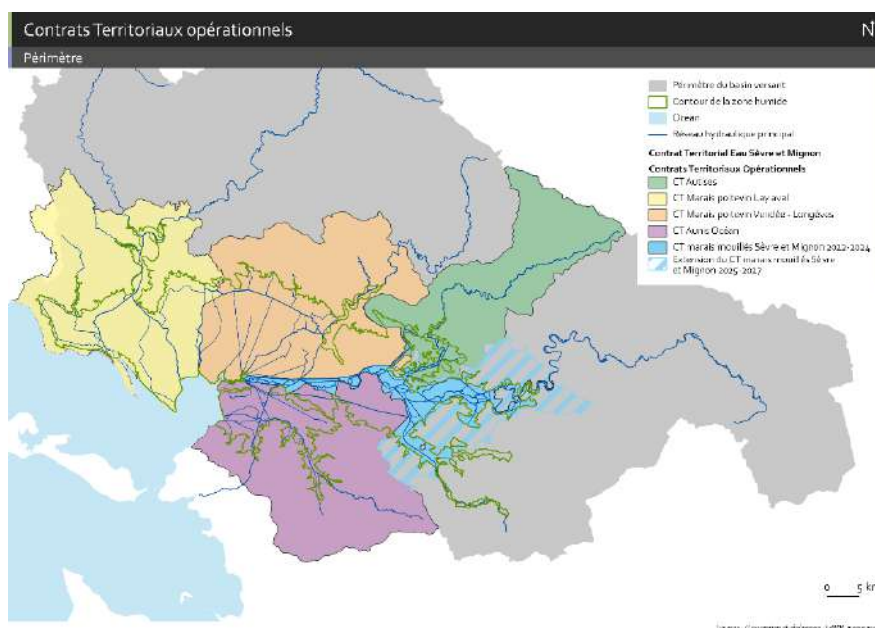 Contrats Territoriaux opérationnels
N
Périmètre
Périmètre du bassin versant
Contour de la zone humide
Océan
Réseau hydraulique principal
Contrat Territorial Eau Sèvre et Mignon
Contrats Territoriaux Opérationnels
CT Autises
CT Marais poitevin Lay aval
CT Marais poitevin Vendée - Longèves
CT Aunis Océan
CT marais mouillés Sèvre et Mignon 2022-2024
Extension du CT marais mouillés Sèvre
et Mignon 2025-2027
0 5 km